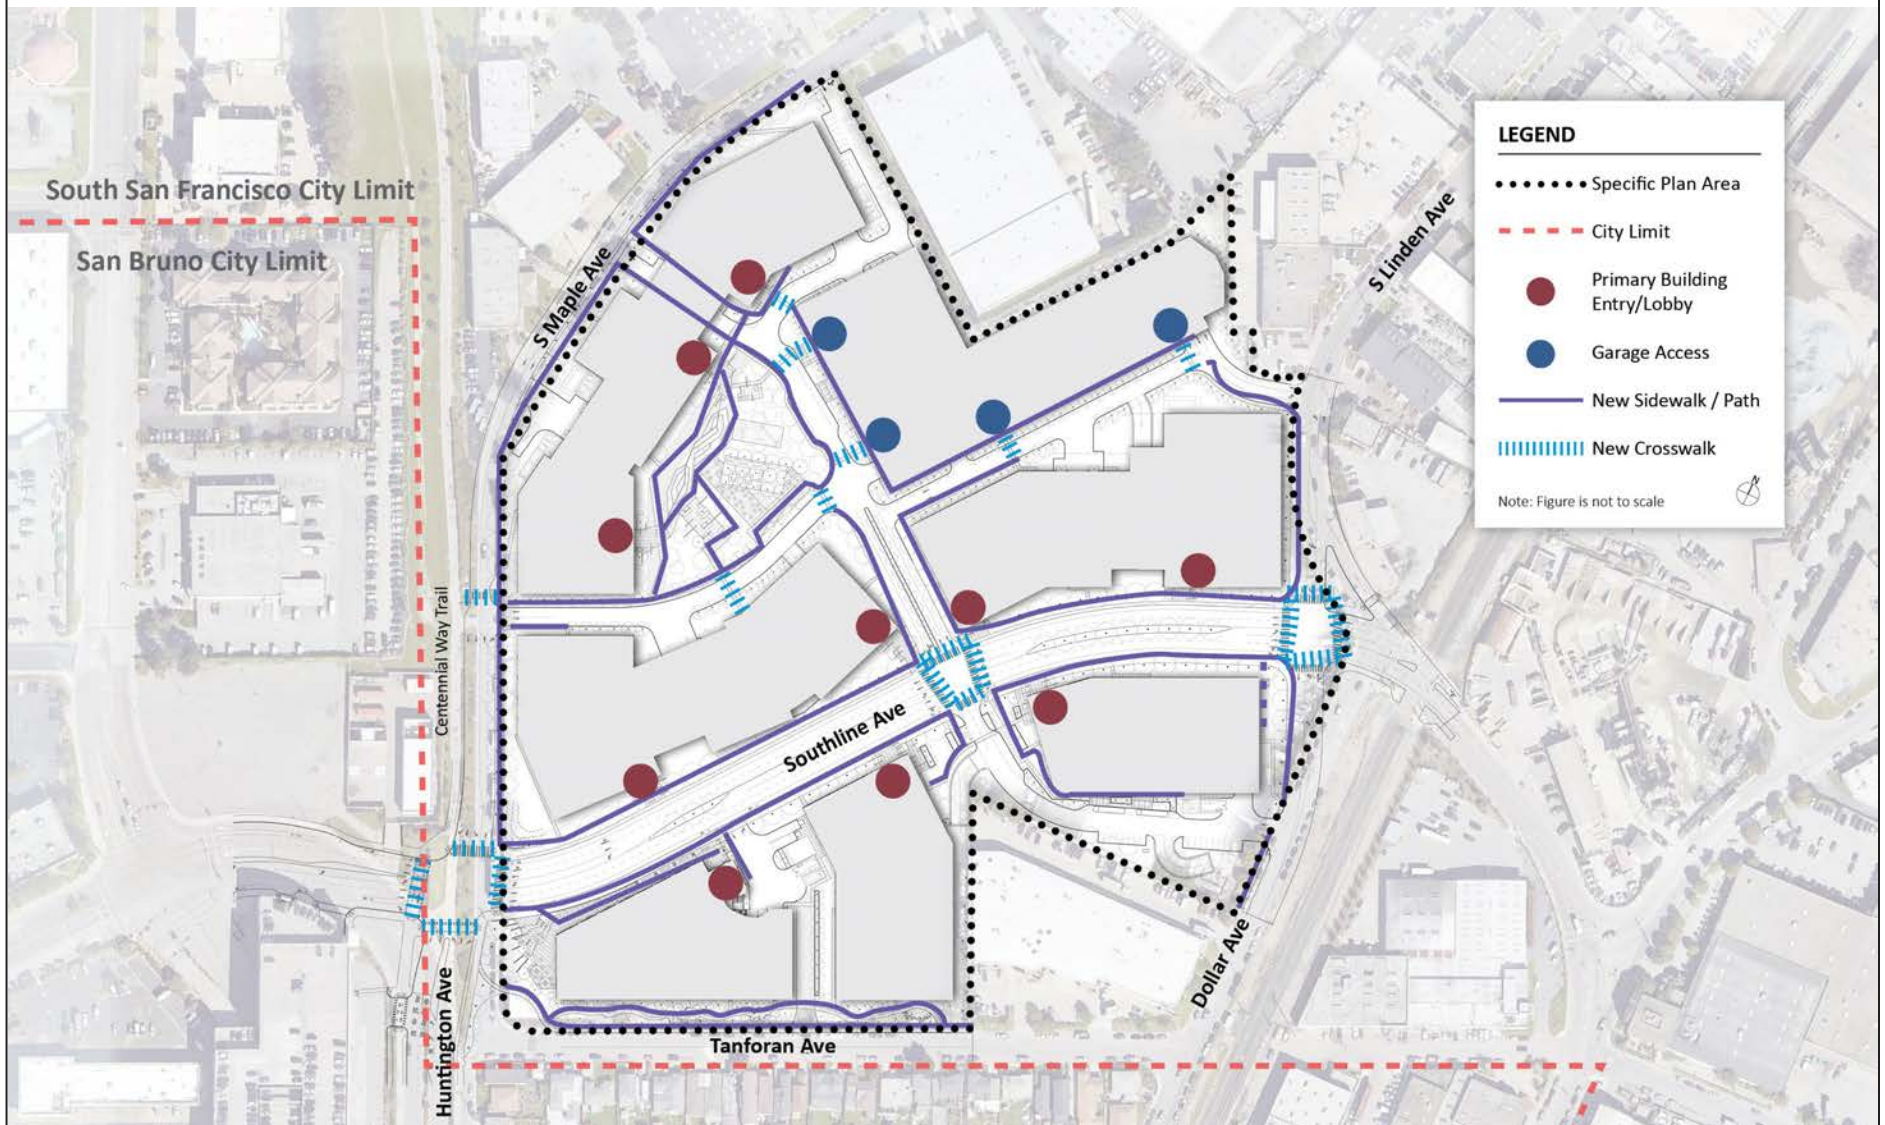 South San Francisco City Limit
San Bruno City Limit
S Maple Ave
S Linden Ave
Centennial Way Trail
Southline Ave
Huntington Ave
Tanforan Ave
Dollar Ave
LEGEND
Specific Plan Area
City Limit
Primary Building
Entry/Lobby
Garage Access
New Sidewalk / Path
New Crosswalk
Note: Figure is not to scale